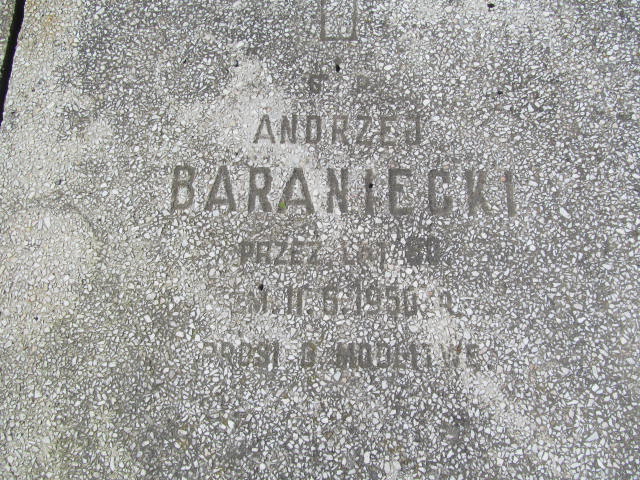 Ś P.
ANDRZEJ
BARANIECKI
PRZEŻ. LAT 60
ZM. 11.6.1950 R.
PROSI O MODLITWĘ